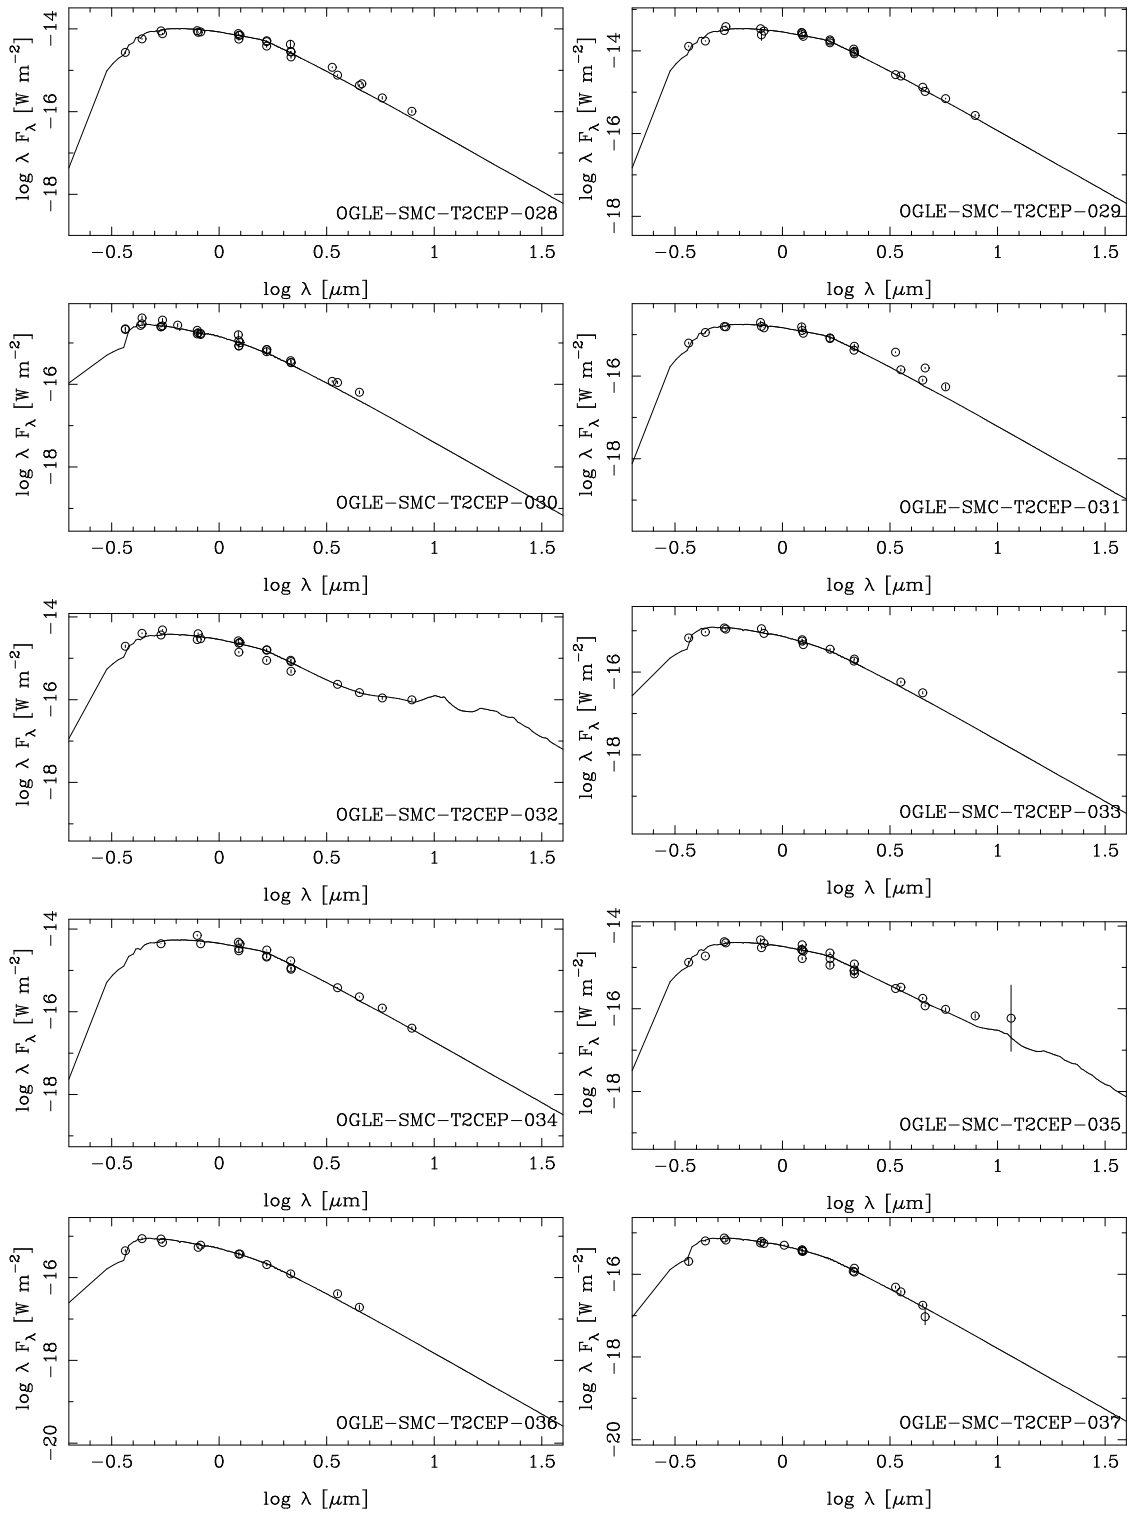 log λ F_λ [W m⁻²]
−14
−16
−18
OGLE−SMC−T2CEP−028
−0.5 0 0.5 1 1.5
log λ [μm]
log λ F_λ [W m⁻²]
−14
−16
−18
OGLE−SMC−T2CEP−029
−0.5 0 0.5 1 1.5
log λ [μm]
log λ F_λ [W m⁻²]
−16
−18
OGLE−SMC−T2CEP−030
−0.5 0 0.5 1 1.5
log λ [μm]
log λ F_λ [W m⁻²]
−16
−18
OGLE−SMC−T2CEP−031
−0.5 0 0.5 1 1.5
log λ [μm]
log λ F_λ [W m⁻²]
−14
−16
−18
OGLE−SMC−T2CEP−032
−0.5 0 0.5 1 1.5
log λ [μm]
log λ F_λ [W m⁻²]
−16
−18
OGLE−SMC−T2CEP−033
−0.5 0 0.5 1 1.5
log λ [μm]
log λ F_λ [W m⁻²]
−14
−16
−18
OGLE−SMC−T2CEP−034
−0.5 0 0.5 1 1.5
log λ [μm]
log λ F_λ [W m⁻²]
−14
−16
−18
OGLE−SMC−T2CEP−035
−0.5 0 0.5 1 1.5
log λ [μm]
log λ F_λ [W m⁻²]
−16
−18
−20
OGLE−SMC−T2CEP−036
−0.5 0 0.5 1 1.5
log λ [μm]
log λ F_λ [W m⁻²]
−16
−18
−20
OGLE−SMC−T2CEP−037
−0.5 0 0.5 1 1.5
log λ [μm]